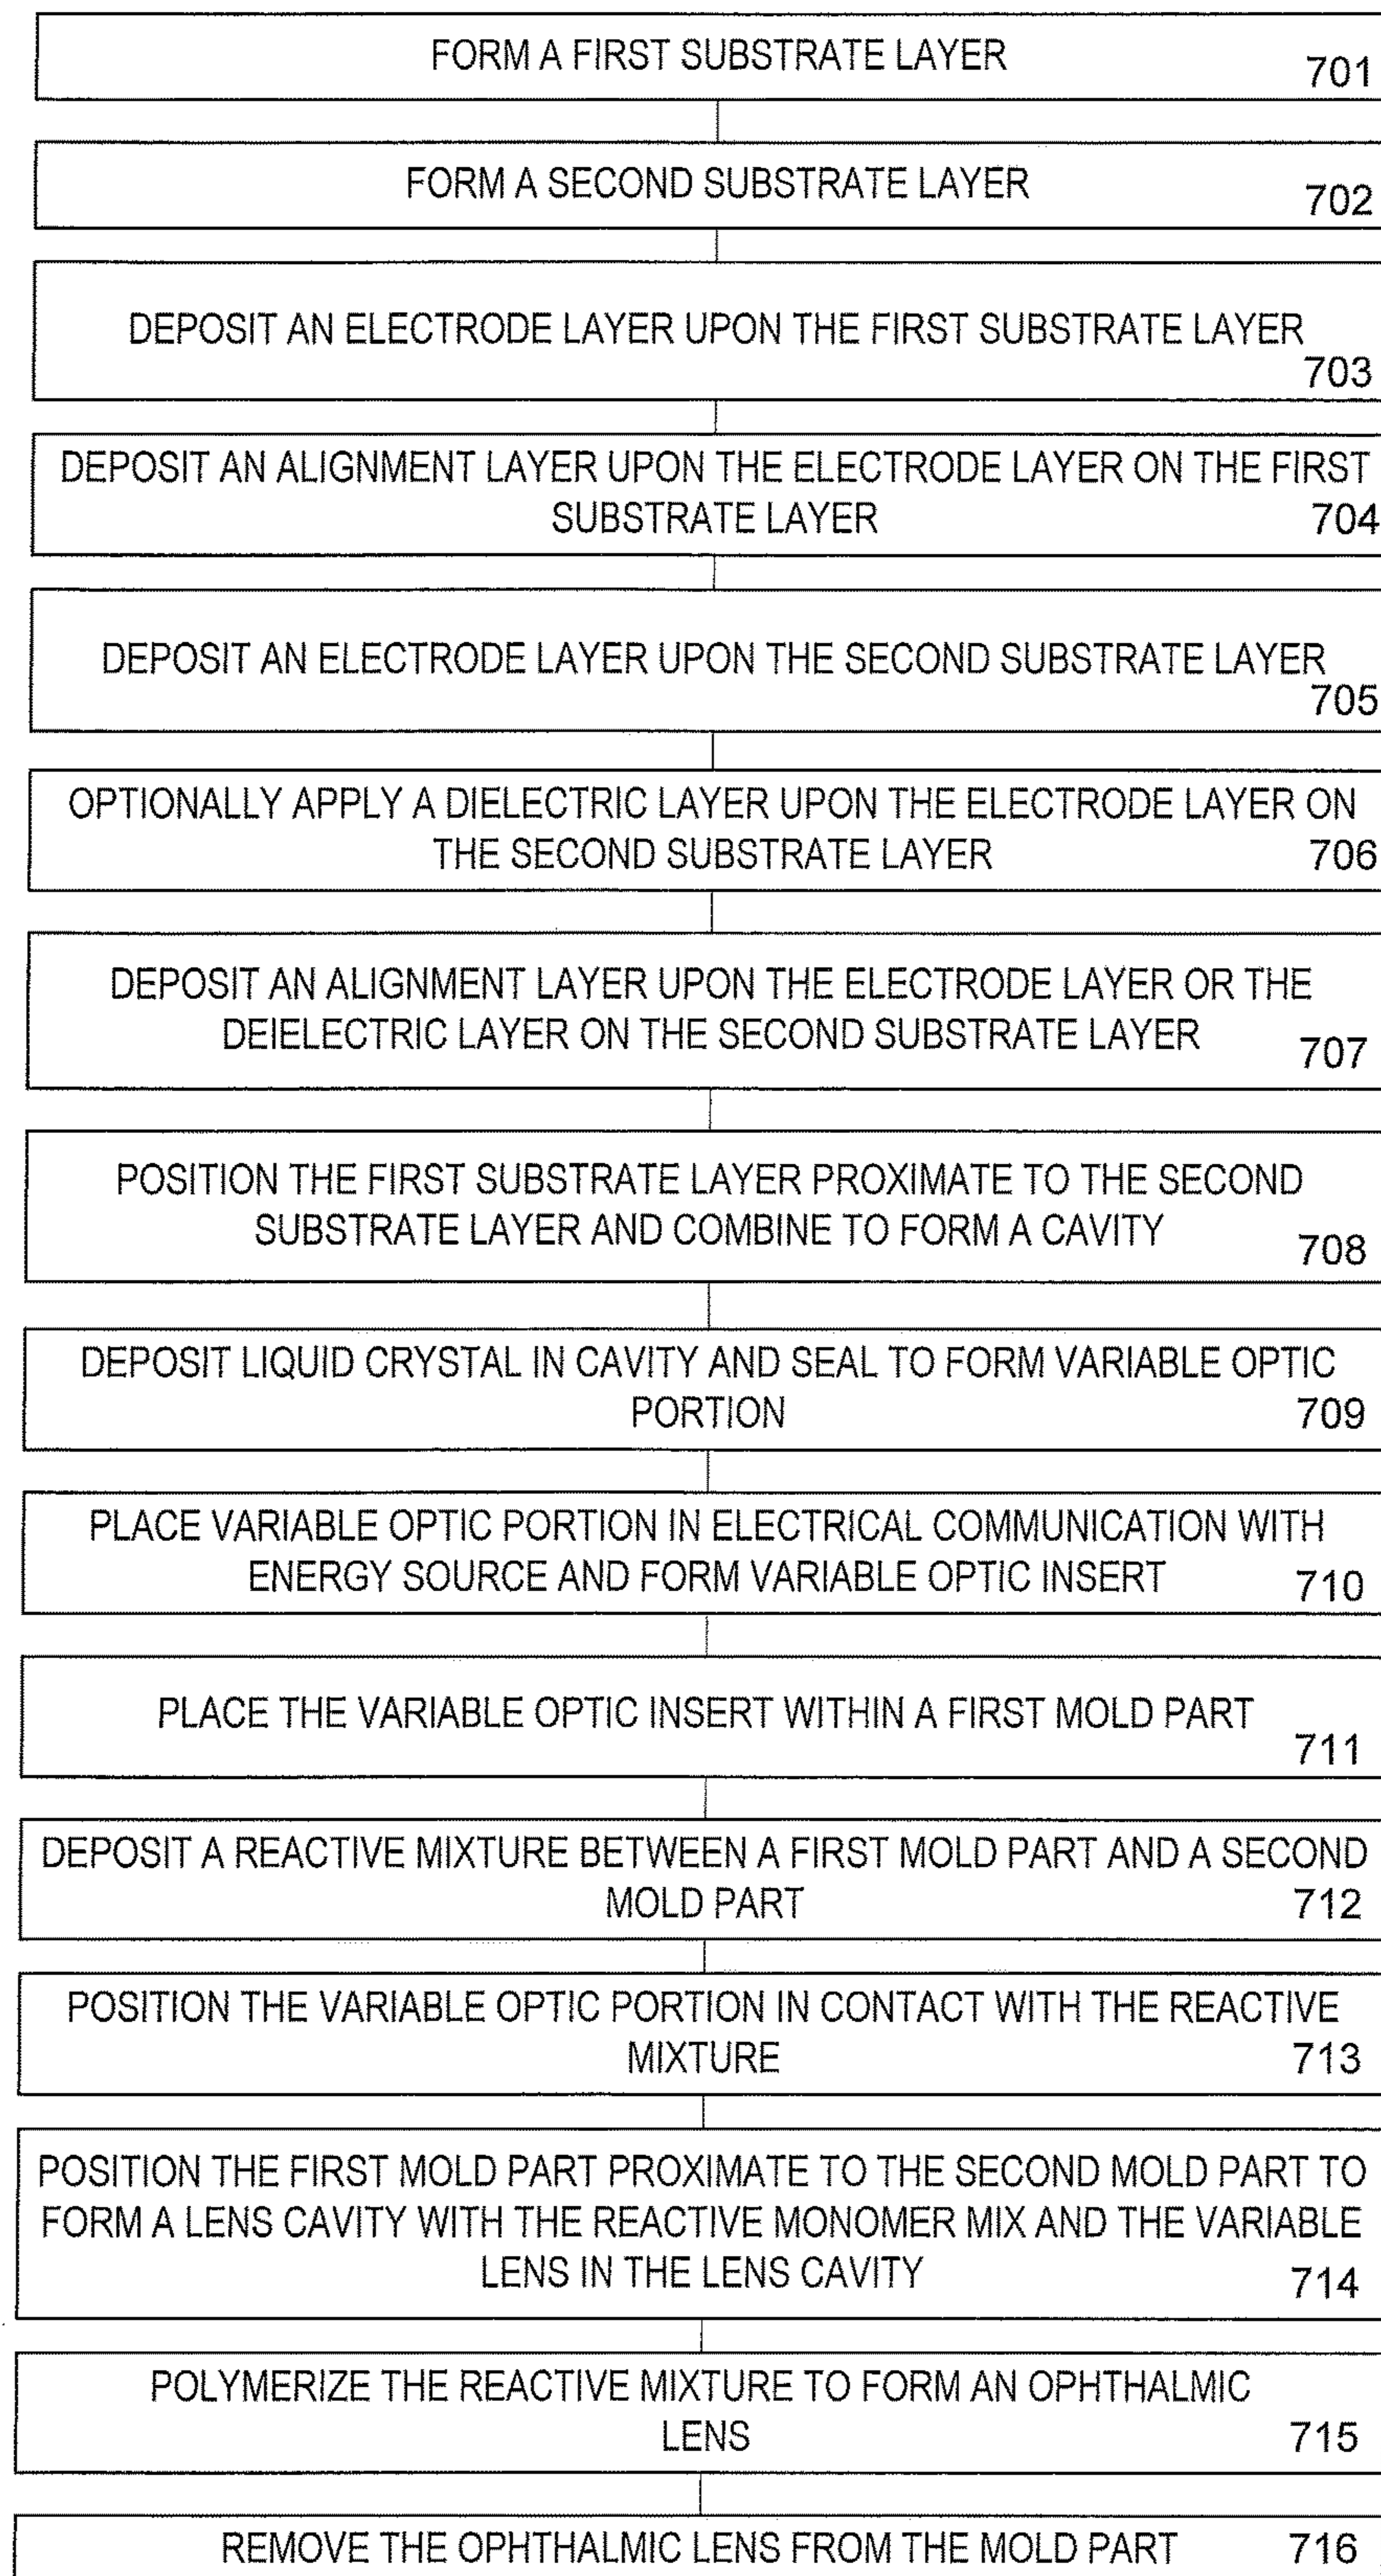 FORM A FIRST SUBSTRATE LAYER
701
FORM A SECOND SUBSTRATE LAYER
702
DEPOSIT AN ELECTRODE LAYER UPON THE FIRST SUBSTRATE LAYER
703
DEPOSIT AN ALIGNMENT LAYER UPON THE ELECTRODE LAYER ON THE FIRST
SUBSTRATE LAYER 704
DEPOSIT AN ELECTRODE LAYER UPON THE SECOND SUBSTRATE LAYER
705
OPTIONALLY APPLY A DIELECTRIC LAYER UPON THE ELECTRODE LAYER ON
THE SECOND SUBSTRATE LAYER 706
DEPOSIT AN ALIGNMENT LAYER UPON THE ELECTRODE LAYER OR THE
DEIELECTRIC LAYER ON THE SECOND SUBSTRATE LAYER 707
POSITION THE FIRST SUBSTRATE LAYER PROXIMATE TO THE SECOND
SUBSTRATE LAYER AND COMBINE TO FORM A CAVITY 708
DEPOSIT LIQUID CRYSTAL IN CAVITY AND SEAL TO FORM VARIABLE OPTIC
PORTION 709
PLACE VARIABLE OPTIC PORTION IN ELECTRICAL COMMUNICATION WITH
ENERGY SOURCE AND FORM VARIABLE OPTIC INSERT 710
PLACE THE VARIABLE OPTIC INSERT WITHIN A FIRST MOLD PART
711
DEPOSIT A REACTIVE MIXTURE BETWEEN A FIRST MOLD PART AND A SECOND
MOLD PART 712
POSITION THE VARIABLE OPTIC PORTION IN CONTACT WITH THE REACTIVE
MIXTURE 713
POSITION THE FIRST MOLD PART PROXIMATE TO THE SECOND MOLD PART TO
FORM A LENS CAVITY WITH THE REACTIVE MONOMER MIX AND THE VARIABLE
LENS IN THE LENS CAVITY 714
POLYMERIZE THE REACTIVE MIXTURE TO FORM AN OPHTHALMIC
LENS 715
REMOVE THE OPHTHALMIC LENS FROM THE MOLD PART 716